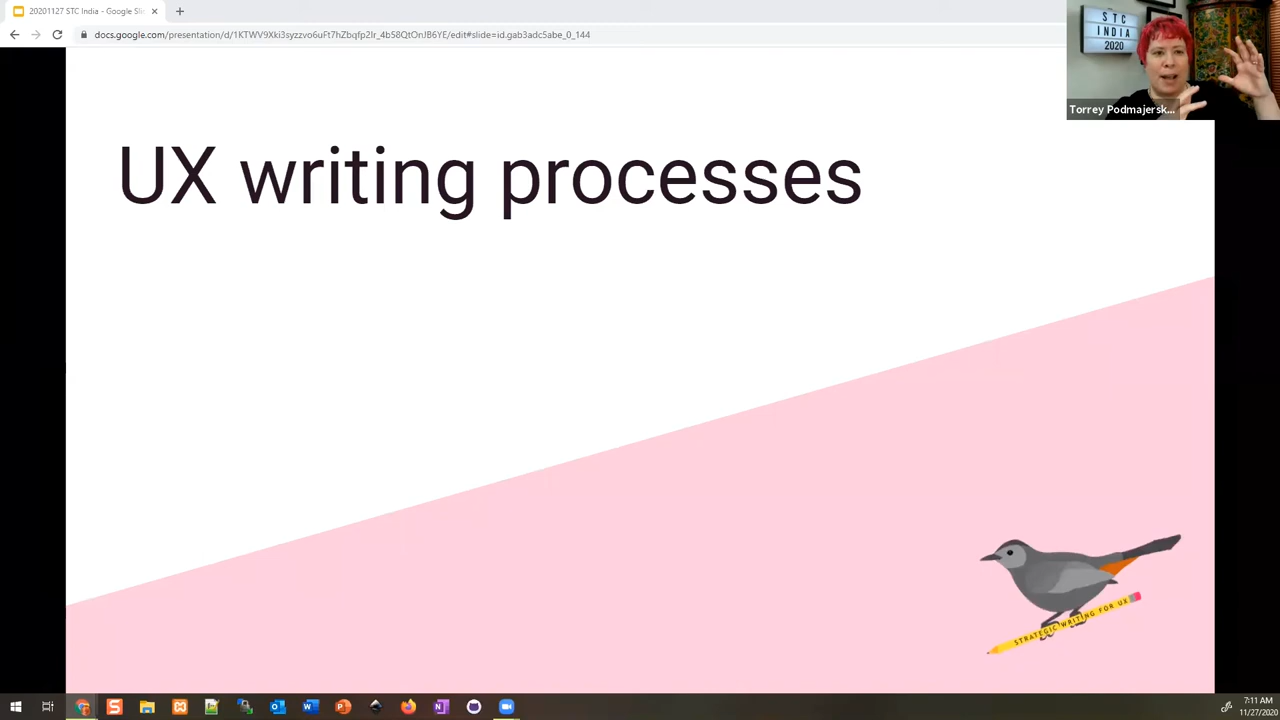 20201127 STC India - Google Sli
docs.google.com/presentation/d/1KTWV9Xki3syzzvo6uFt7hZbqfp2lr_4b58QtOnJB6YE/edit#slide=id.gab3adc5abe_0_144
STC
INDIA
2020
Torrey Podmajersk...
UX writing processes
STRATEGIC WRITING FOR UX
7:11 AM
11/27/2020